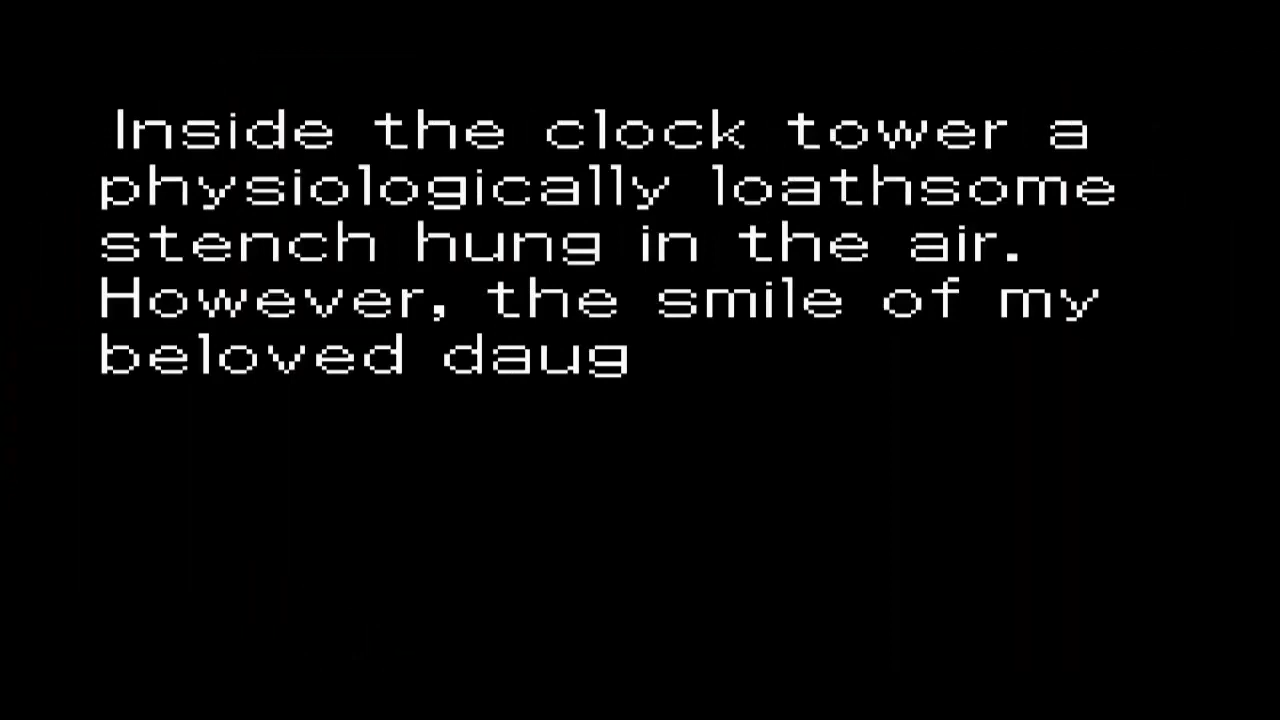 Inside the clock tower a
physiologically loathsome
stench hung in the air.
However, the smile of my
beloved daug